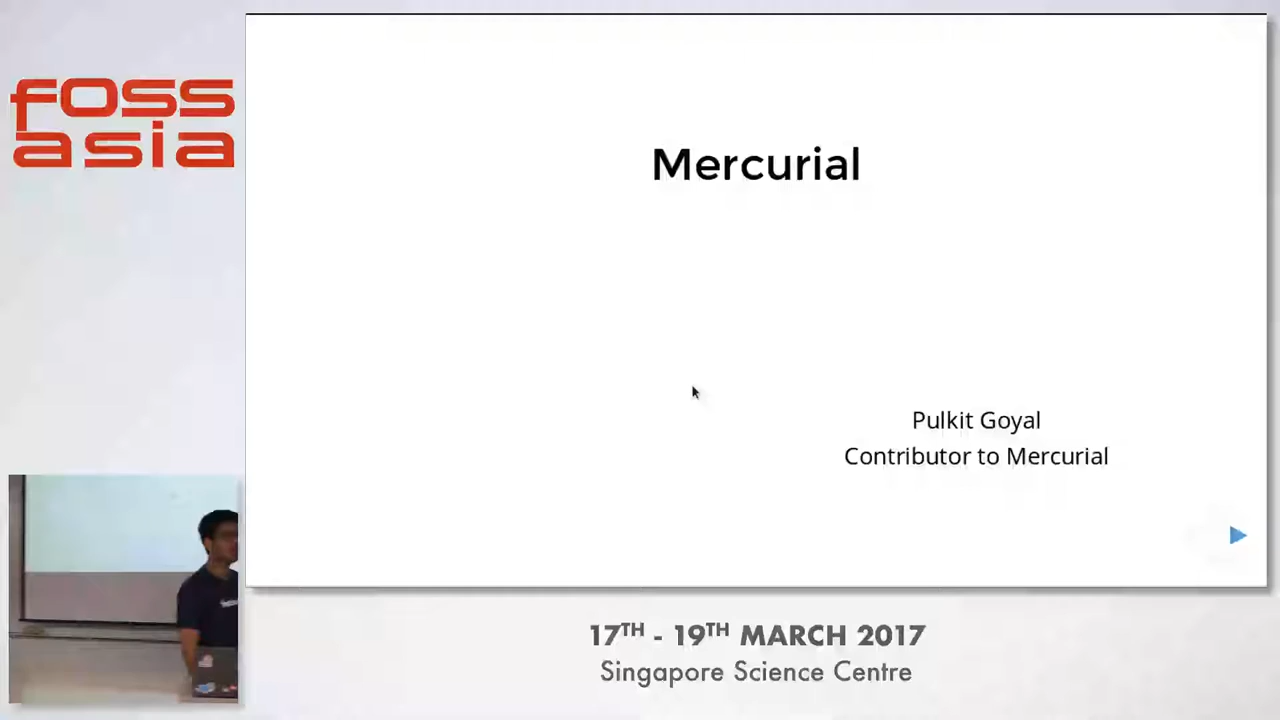 foss
asia
Mercurial
Pulkit Goyal
Contributor to Mercurial
17TH - 19TH MARCH 2017
Singapore Science Centre